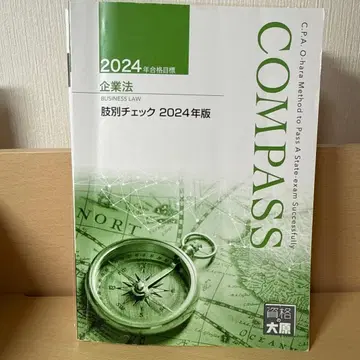 2024年合格目標
企業法
BUSINESS LAW
肢別チェック 2024年版
COMPASS
C.P.A. O-hara Method to Pass A State-exam Successfully
資格の
大原